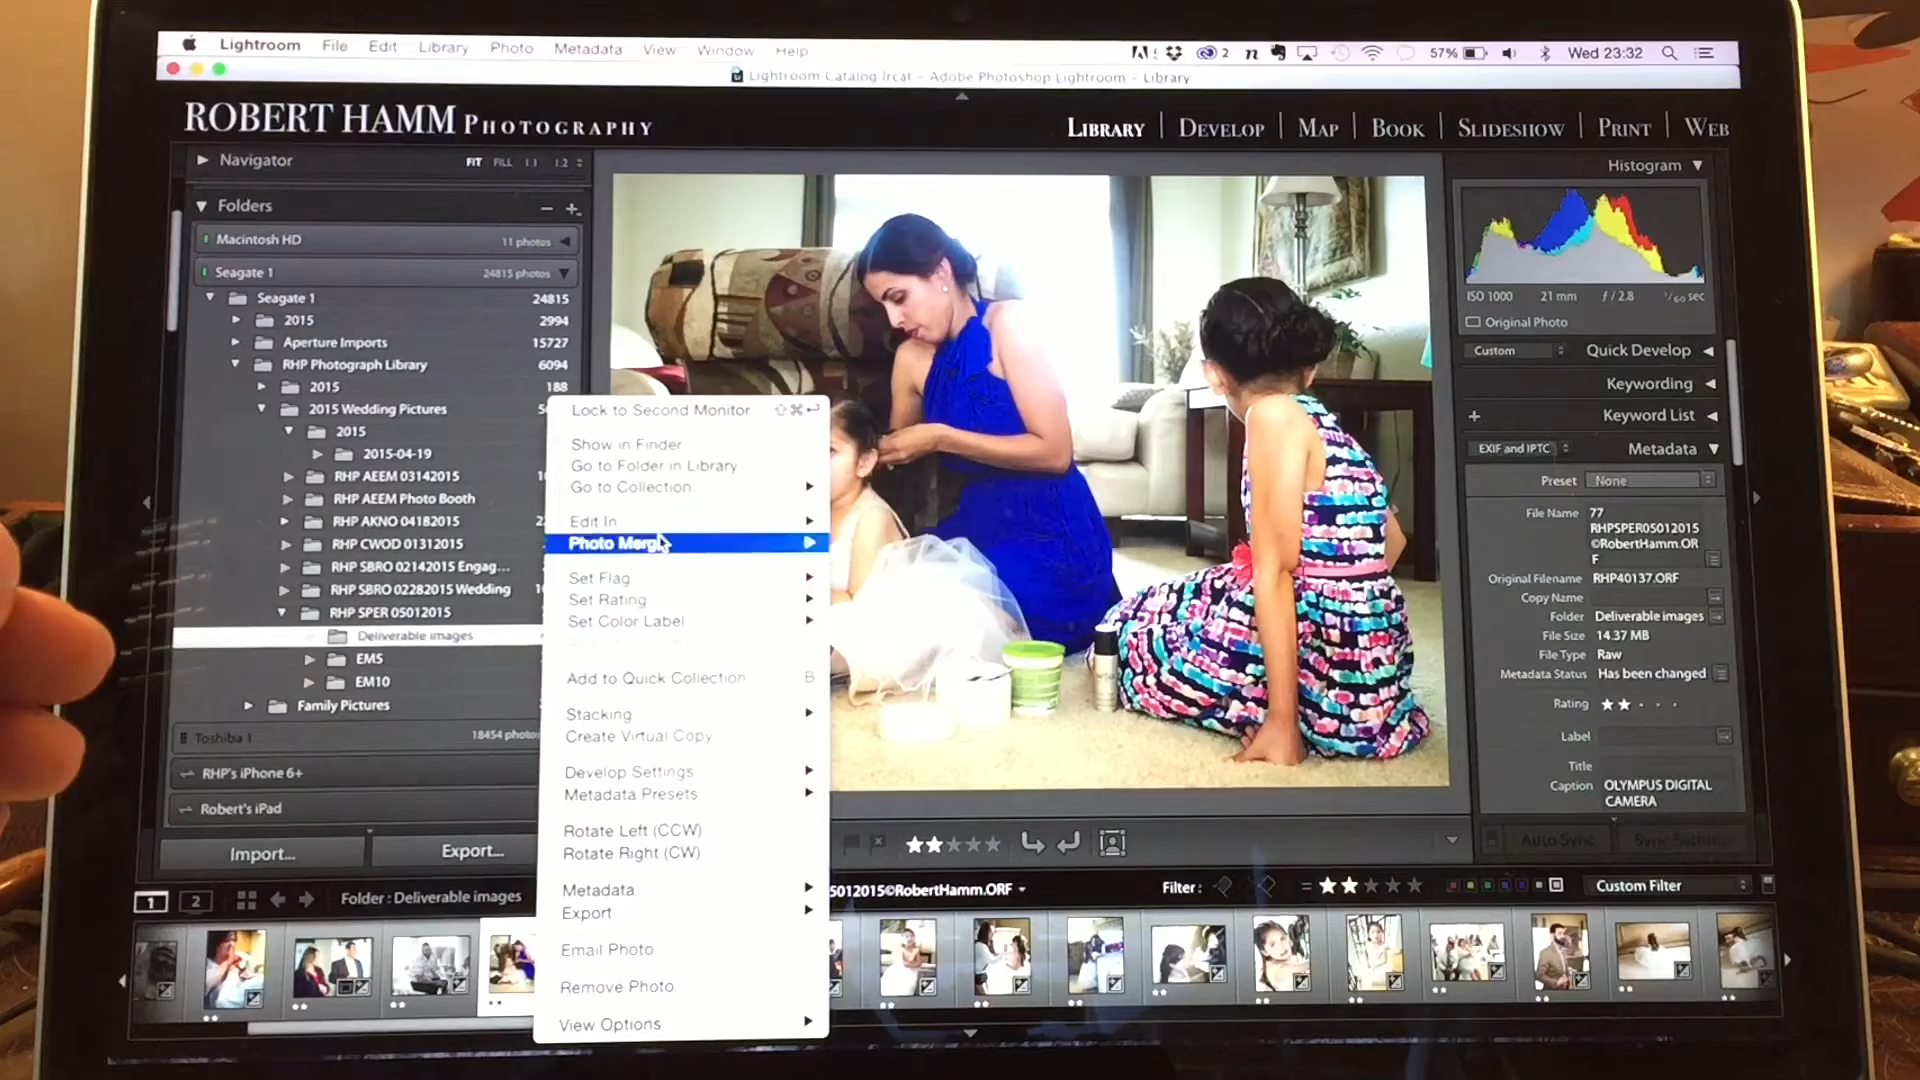 Lightroom File Edit Library Photo Metadata View Window Help 2 57% Wed 23:32
Lightroom Catalog lrcat - Adobe Photoshop Lightroom - Library
ROBERT HAMM PHOTOGRAPHY
LIBRARY | DEVELOP | MAP | BOOK | SLIDESHOW | PRINT | WEB
Navigator FIT FILL 1:1 1:2
Folders
Macintosh HD 11 photos
Seagate 1 24815 photos
Seagate 1 24815
2015 2994
Aperture Imports 15727
RHP Photograph Library 6094
2015 188
2015 Wedding Pictures
2015
2015-04-19
RHP AEEM 03142015
RHP AEEM Photo Booth
RHP AKNO 04182015
RHP CWOD 01312015
RHP SBRO 02142015 Engag...
RHP SBRO 02282015 Wedding
RHP SPER 05012015
Deliverable images
EM5
EM10
Family Pictures
Toshiba 1 18454 photos
RHP's iPhone 6+
Robert's iPad
Import...
Export...
Lock to Second Monitor
Show in Finder
Go to Folder in Library
Go to Collection
Edit In
Photo Merge
Set Flag
Set Rating
Set Color Label
Add to Quick Collection B
Stacking
Create Virtual Copy
Develop Settings
Metadata Presets
Rotate Left (CCW)
Rotate Right (CW)
Metadata
Export
Email Photo
Remove Photo
View Options
Histogram
ISO 1000 21 mm f / 2.8 1/60 sec
Original Photo
Custom Quick Develop
Keywording
Keyword List
EXIF and IPTC Metadata
Preset None
File Name 77
RHPSPER05012015
©RobertHamm.OR
F
Original Filename RHP40137.ORF
Copy Name
Folder Deliverable images
File Size 14.37 MB
File Type Raw
Metadata Status Has been changed
Rating
Label
Title
Caption OLYMPUS DIGITAL
CAMERA
Auto Sync Sync Settings
1 2 Folder : Deliverable images 5012015©RobertHamm.ORF Filter: Custom Filter